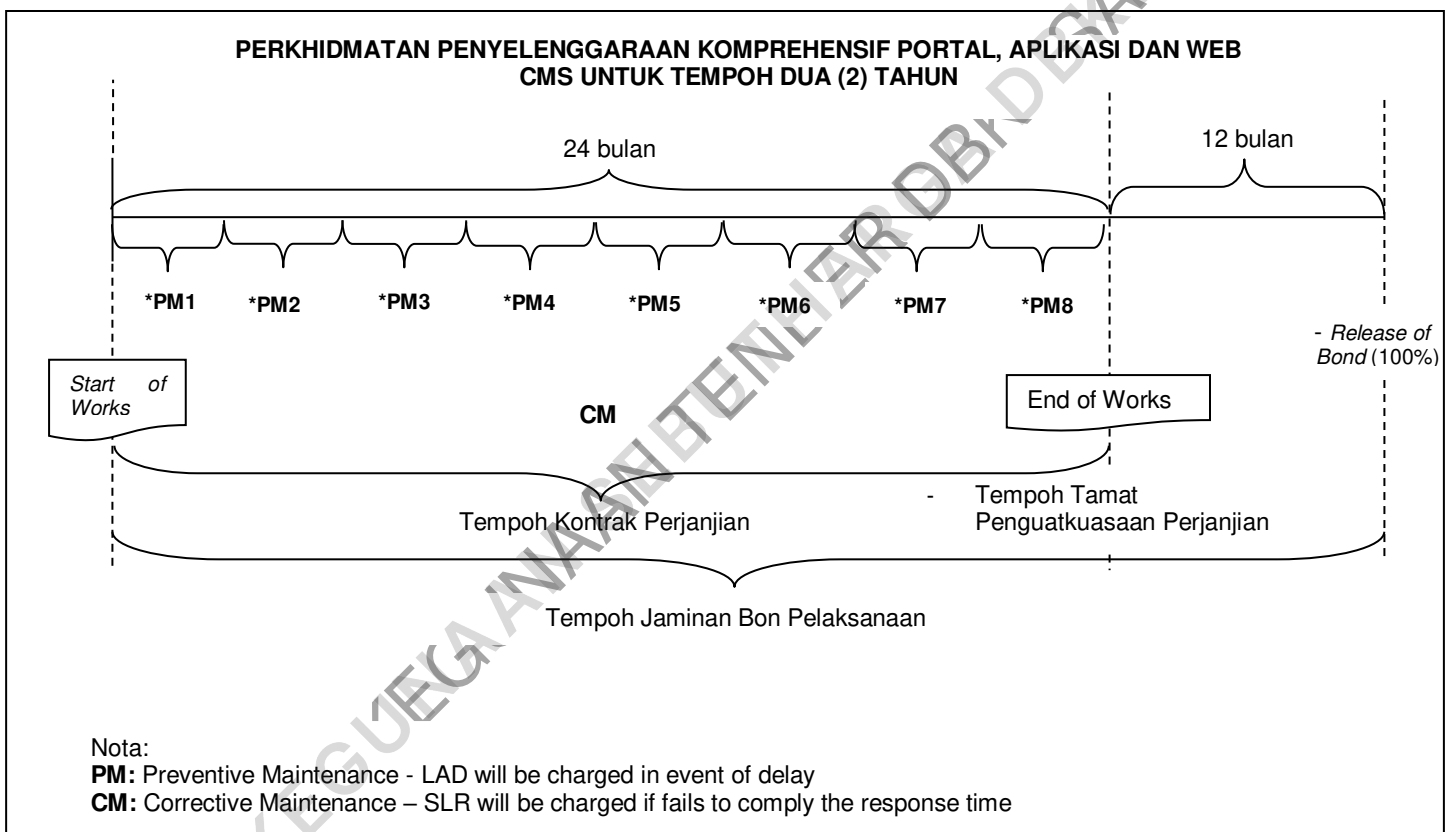 PERKHIDMATAN PENYELENGGARAAN KOMPREHENSIF PORTAL, APLIKASI DAN WEB
CMS UNTUK TEMPOH DUA (2) TAHUN
24 bulan
12 bulan
*PM1
*PM2
*PM3
*PM4
*PM5
*PM6
*PM7
*PM8
- Release of
Bond (100%)
Start of
Works
CM
End of Works
Tempoh Kontrak Perjanjian
- Tempoh Tamat
Penguatkuasaan Perjanjian
Tempoh Jaminan Bon Pelaksanaan
Nota:
PM: Preventive Maintenance - LAD will be charged in event of delay
CM: Corrective Maintenance – SLR will be charged if fails to comply the response time